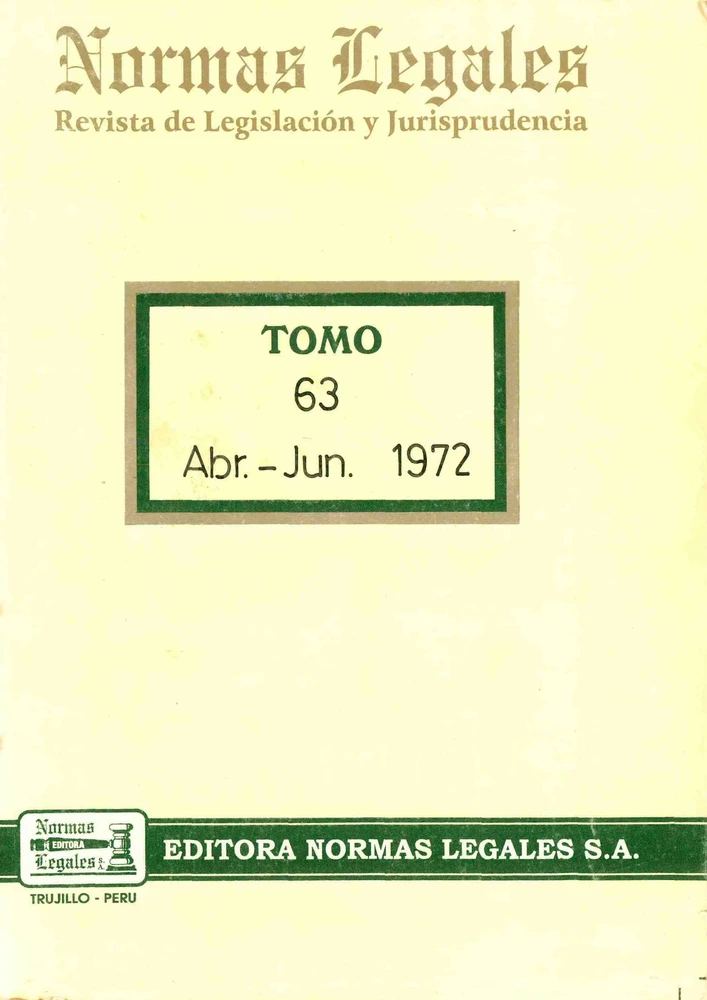 Normas Legales
Revista de Legislación y Jurisprudencia
TOMO
63
Abr. - Jun. 1972
Normas
EDITORA
Legales S.A.
EDITORA NORMAS LEGALES S.A.
TRUJILLO - PERU